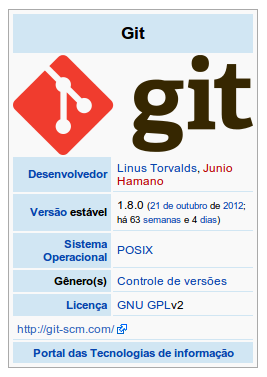 Git
git
Desenvolvedor
Linus Torvalds, Junio
Hamano
Versão estável
1.8.0 (21 de outubro de 2012;
há 63 semanas e 4 dias)
Sistema
Operacional
POSIX
Gênero(s)
Controle de versões
Licença
GNU GPLv2
http://git-scm.com/
Portal das Tecnologias de informação